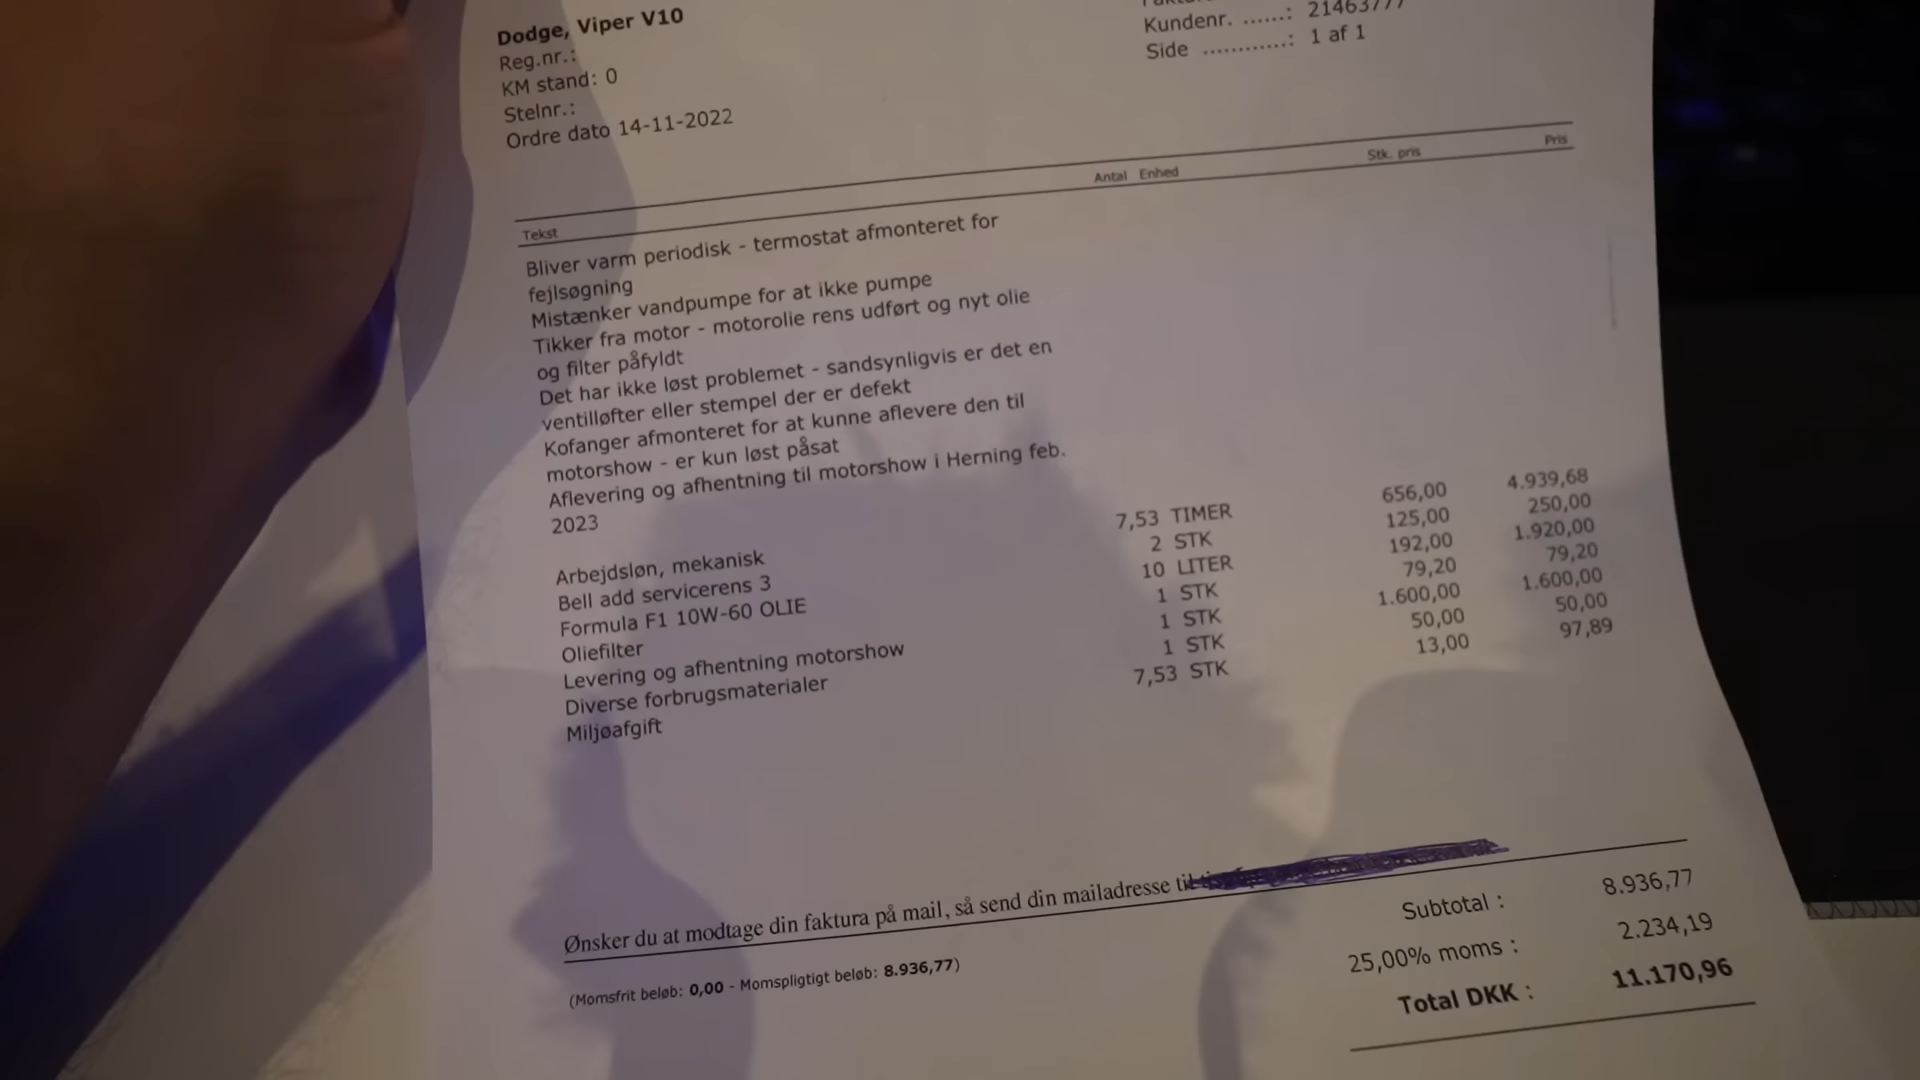 Dodge, Viper V10
Reg.nr.:
KM stand: 0
Stelnr.:
Ordre dato 14-11-2022
Kundenr. ......: 21463777
Side ............: 1 af 1
Tekst Antal Enhed Stk. pris Pris
Bliver varm periodisk - termostat afmonteret for
fejlsøgning
Mistænker vandpumpe for at ikke pumpe
Tikker fra motor - motorolie rens udført og nyt olie
og filter påfyldt
Det har ikke løst problemet - sandsynligvis er det en
ventilløfter eller stempel der er defekt
Kofanger afmonteret for at kunne aflevere den til
motorshow - er kun løst påsat
Aflevering og afhentning til motorshow i Herning feb.
2023
Arbejdsløn, mekanisk 7,53 TIMER 656,00 4.939,68
Bell add servicerens 3 2 STK 125,00 250,00
Formula F1 10W-60 OLIE 10 LITER 192,00 1.920,00
Oliefilter 1 STK 79,20 79,20
Levering og afhentning motorshow 1 STK 1.600,00 1.600,00
Diverse forbrugsmaterialer 1 STK 50,00 50,00
Miljøafgift 7,53 STK 13,00 97,89
Ønsker du at modtage din faktura på mail, så send din mailadresse til
(Momsfrit beløb: 0,00 - Momspligtigt beløb: 8.936,77)
Subtotal : 8.936,77
25,00% moms : 2.234,19
Total DKK : 11.170,96